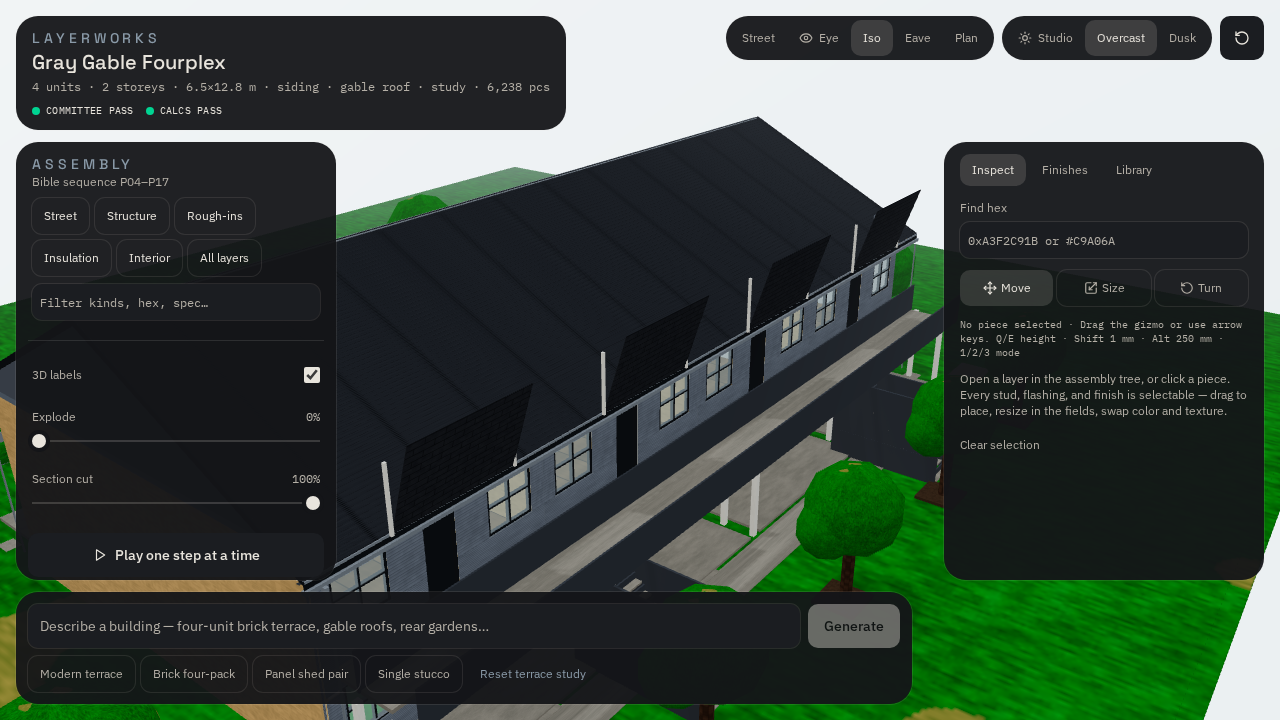 LAYERWORKS
Gray Gable Fourplex
4 units · 2 storeys · 6.5×12.8 m · siding · gable roof · study · 6,238 pcs
COMMITTEE PASS CALCS PASS
Street Eye Iso Eave Plan
Studio Overcast Dusk
ASSEMBLY
Bible sequence P04–P17
Street Structure Rough-ins
Insulation Interior All layers
Filter kinds, hex, spec…
3D labels
Explode 0%
Section cut 100%
Play one step at a time
Inspect Finishes Library
Find hex
0xA3F2C91B or #C9A06A
Move Size Turn
No piece selected · Drag the gizmo or use arrow
keys. Q/E height · Shift 1 mm · Alt 250 mm ·
1/2/3 mode
Open a layer in the assembly tree, or click a piece.
Every stud, flashing, and finish is selectable — drag to
place, resize in the fields, swap color and texture.
Clear selection
Describe a building — four-unit brick terrace, gable roofs, rear gardens…
Generate
Modern terrace Brick four-pack Panel shed pair Single stucco Reset terrace study